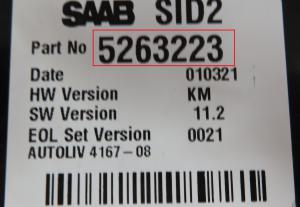 SAAB SID2
Part No 5263223
Date 010321
HW Version KM
SW Version 11.2
EOL Set Version 0021
AUTOLIV 4167-08